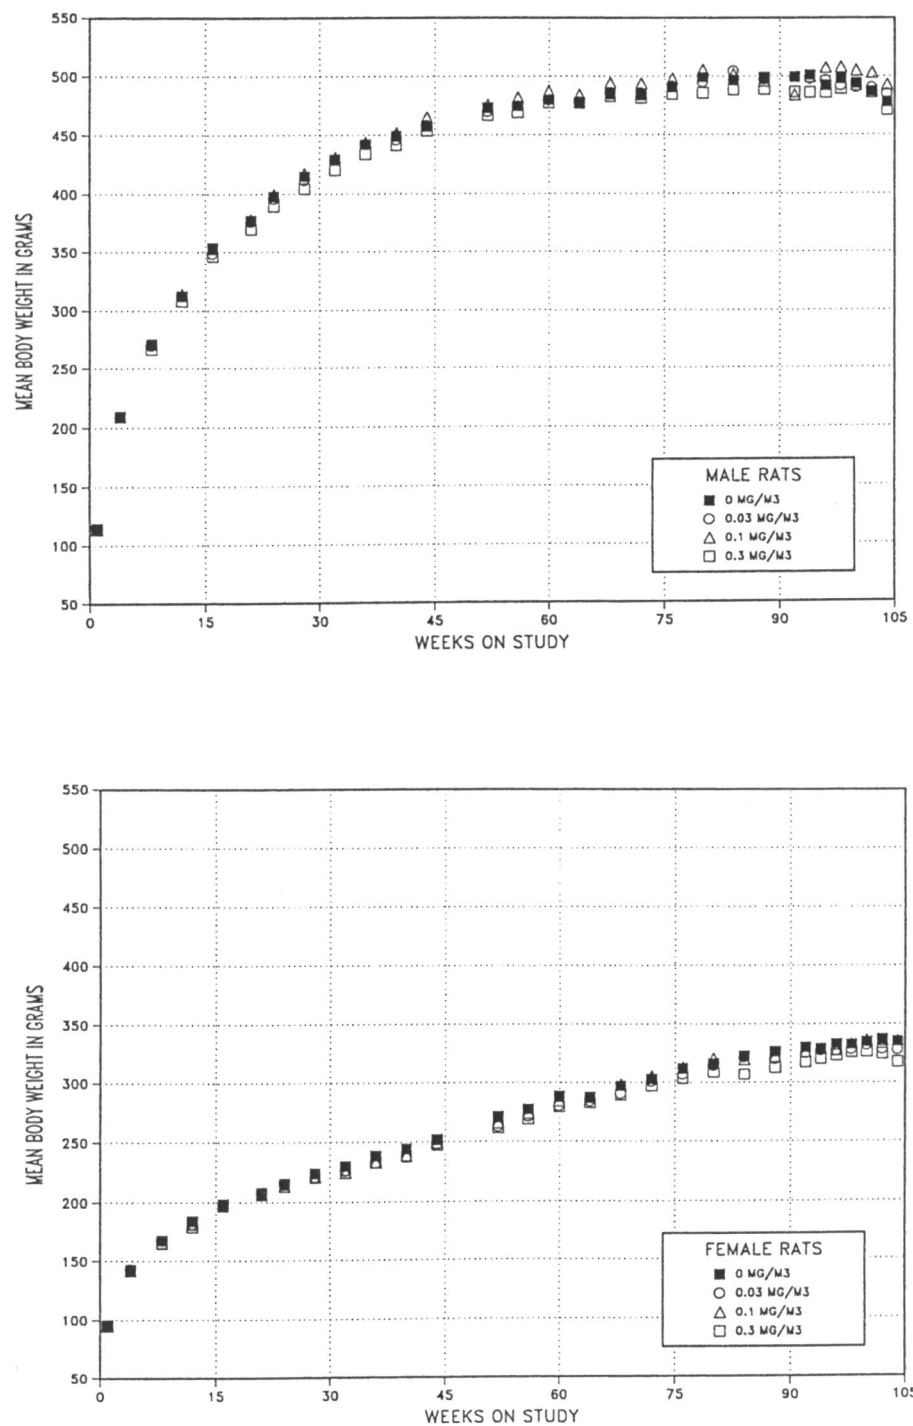 550
500
450
400
350
300
250
200
150
100
50
MEAN BODY WEIGHT IN GRAMS
MALE RATS
0 MG/M3
0.03 MG/M3
0.1 MG/M3
0.3 MG/M3
0 15 30 45 60 75 90 105
WEEKS ON STUDY
550
500
450
400
350
300
250
200
150
100
50
MEAN BODY WEIGHT IN GRAMS
FEMALE RATS
0 MG/M3
0.03 MG/M3
0.1 MG/M3
0.3 MG/M3
0 15 30 45 60 75 90 105
WEEKS ON STUDY